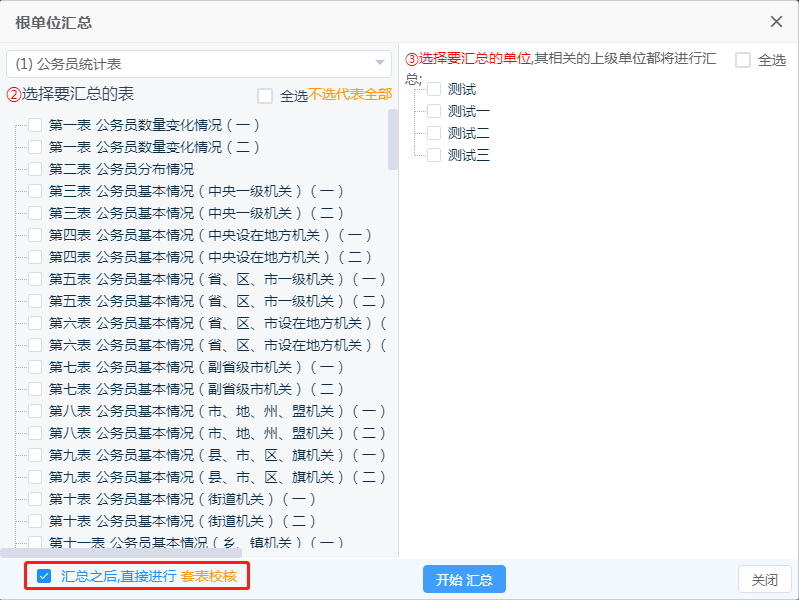 根单位汇总
(1) 公务员统计表
②选择要汇总的表
全选不选代表全部
第一表 公务员数量变化情况（一）
第一表 公务员数量变化情况（二）
第二表 公务员分布情况
第三表 公务员基本情况（中央一级机关）（一）
第三表 公务员基本情况（中央一级机关）（二）
第四表 公务员基本情况（中央设在地方机关）（一）
第四表 公务员基本情况（中央设在地方机关）（二）
第五表 公务员基本情况（省、区、市一级机关）（一）
第五表 公务员基本情况（省、区、市一级机关）（二）
第六表 公务员基本情况（省、区、市设在地方机关）（
第六表 公务员基本情况（省、区、市设在地方机关）（
第七表 公务员基本情况（副省级市机关）（一）
第七表 公务员基本情况（副省级市机关）（二）
第八表 公务员基本情况（市、地、州、盟机关）（一）
第八表 公务员基本情况（市、地、州、盟机关）（二）
第九表 公务员基本情况（县、市、区、旗机关）（一）
第九表 公务员基本情况（县、市、区、旗机关）（二）
第十表 公务员基本情况（街道机关）（一）
第十表 公务员基本情况（街道机关）（二）
第十一表 公务员基本情况（乡、镇机关）（一）
③选择要汇总的单位,其相关的上级单位都将进行汇
总;
全选
测试
测试一
测试二
测试三
汇总之后,直接进行 套表校核
开始 汇总
关闭